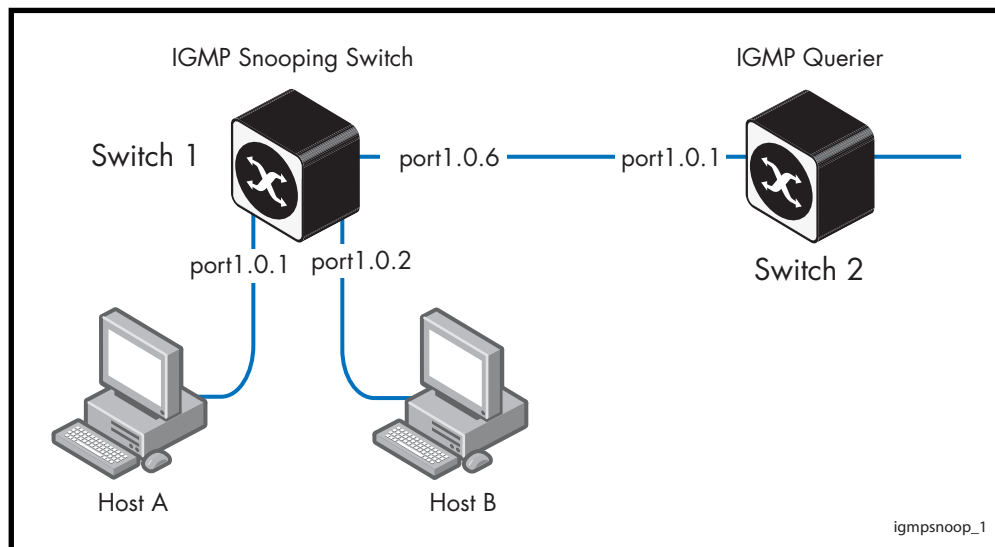 IGMP Snooping Switch
IGMP Querier
Switch 1
port1.0.6
port1.0.1
port1.0.1
port1.0.2
Switch 2
Host A
Host B
igmpsnoop_1